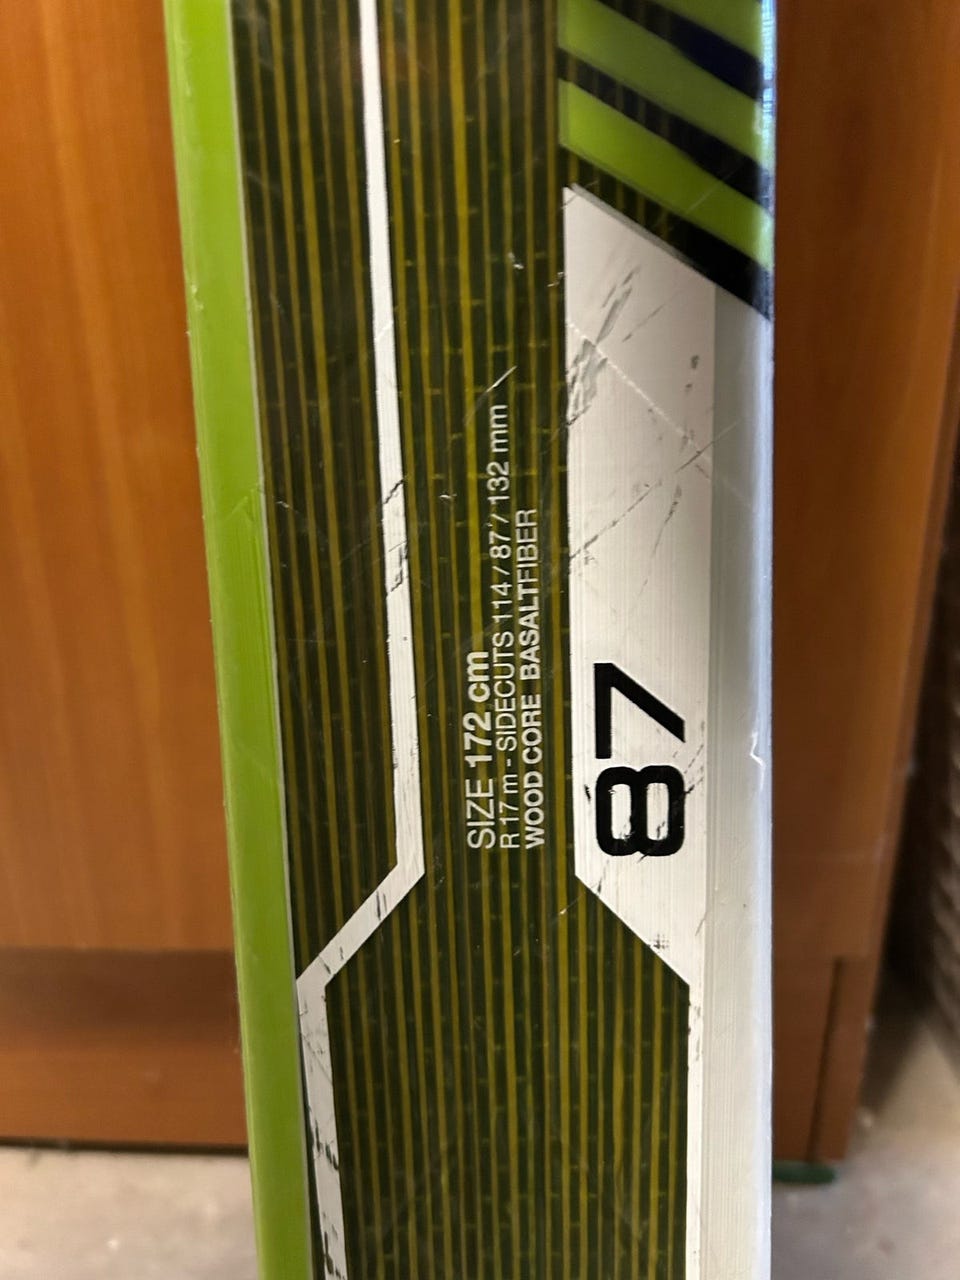 SIZE 172 cm
R 17 m - SIDECUTS 114 / 87 / 132 mm
WOOD CORE BASALTFIBER
87